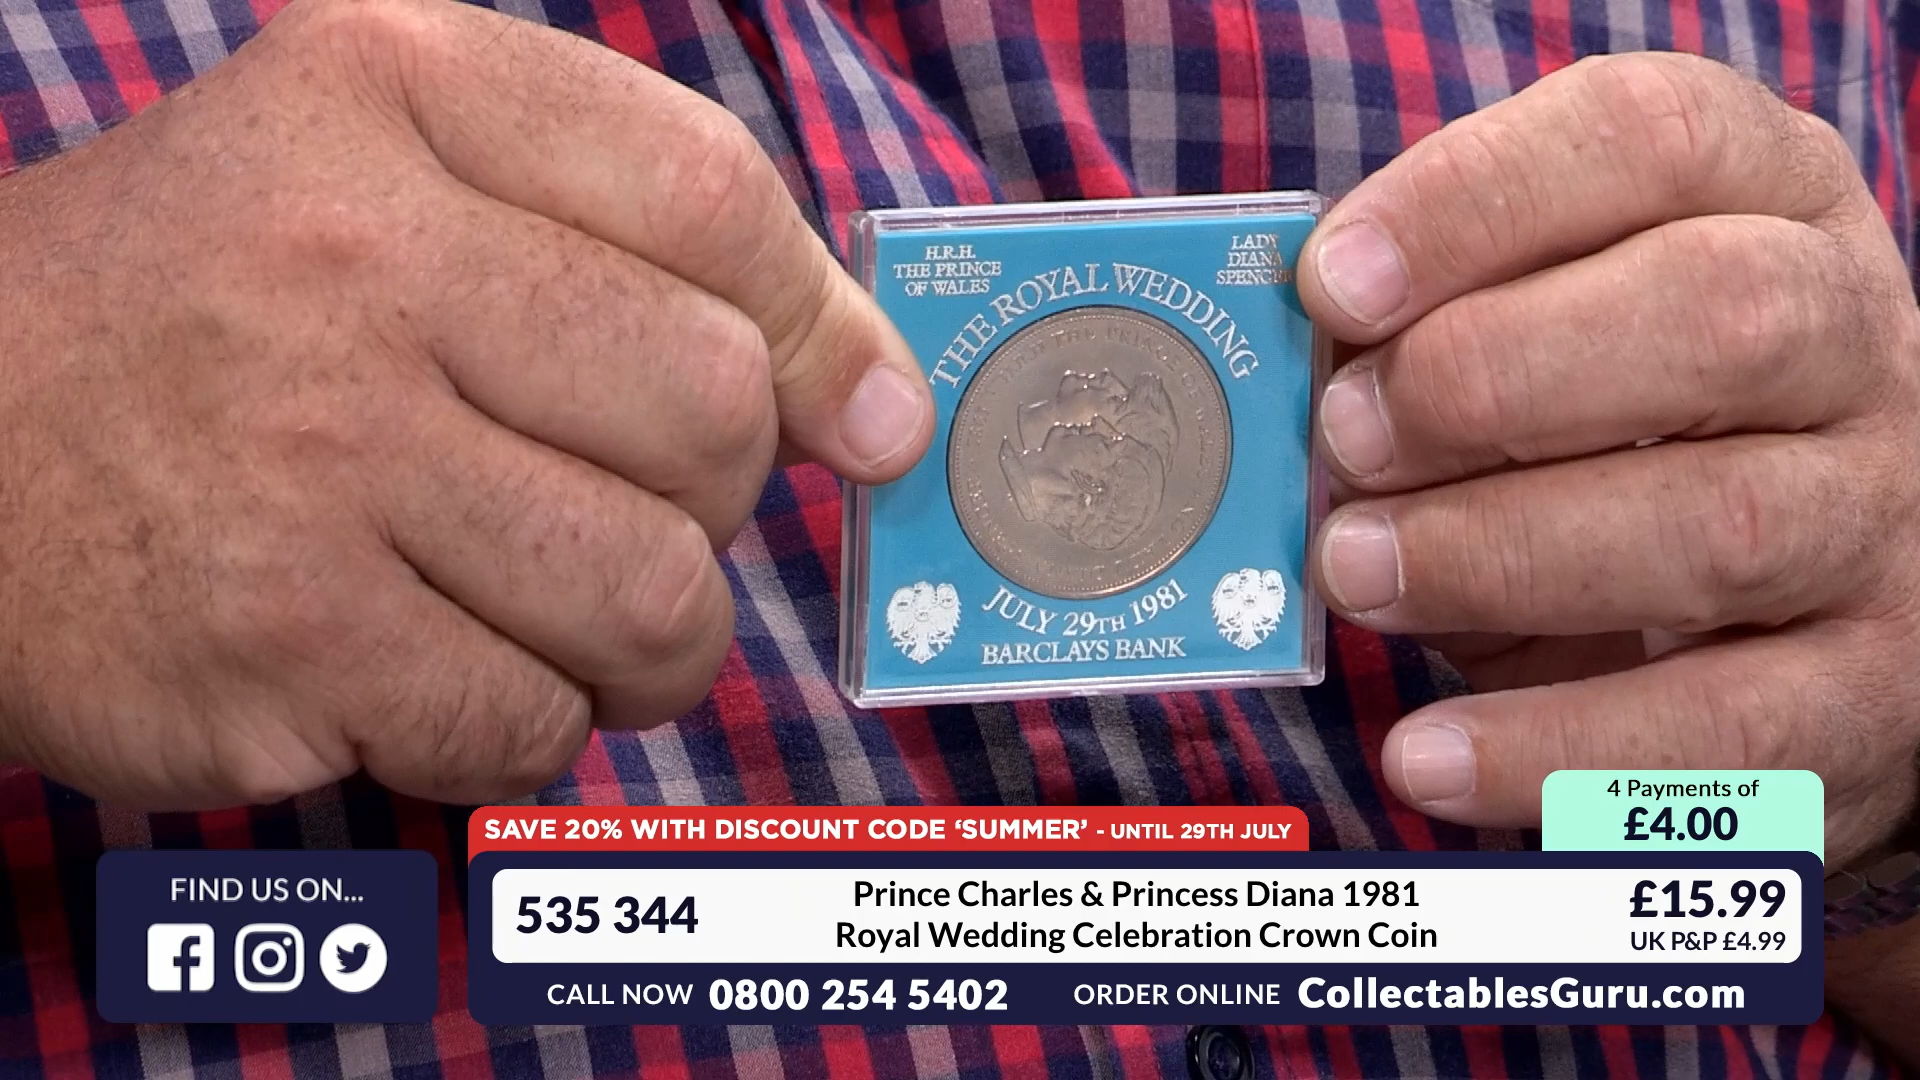 H.R.H.
THE PRINCE
OF WALES
LADY
DIANA
SPENCER
THE ROYAL WEDDING
JULY 29TH 1981
BARCLAYS BANK
4 Payments of
£4.00
SAVE 20% WITH DISCOUNT CODE ‘SUMMER’ - UNTIL 29TH JULY
FIND US ON...
535 344
Prince Charles & Princess Diana 1981
Royal Wedding Celebration Crown Coin
£15.99
UK P&P £4.99
CALL NOW 0800 254 5402
ORDER ONLINE CollectablesGuru.com